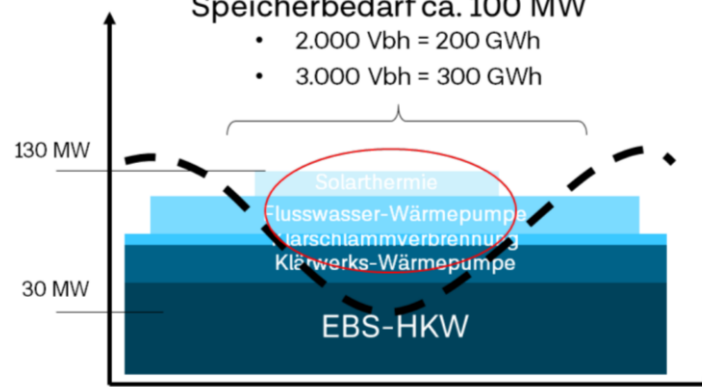 Speicherbedarf ca. 100 MW
• 2.000 Vbh = 200 GWh
• 3.000 Vbh = 300 GWh
130 MW
Solarthermie
Flusswasser-Wärmepumpe
Klärschlammverbrennung
Klärwerks-Wärmepumpe
30 MW
EBS-HKW